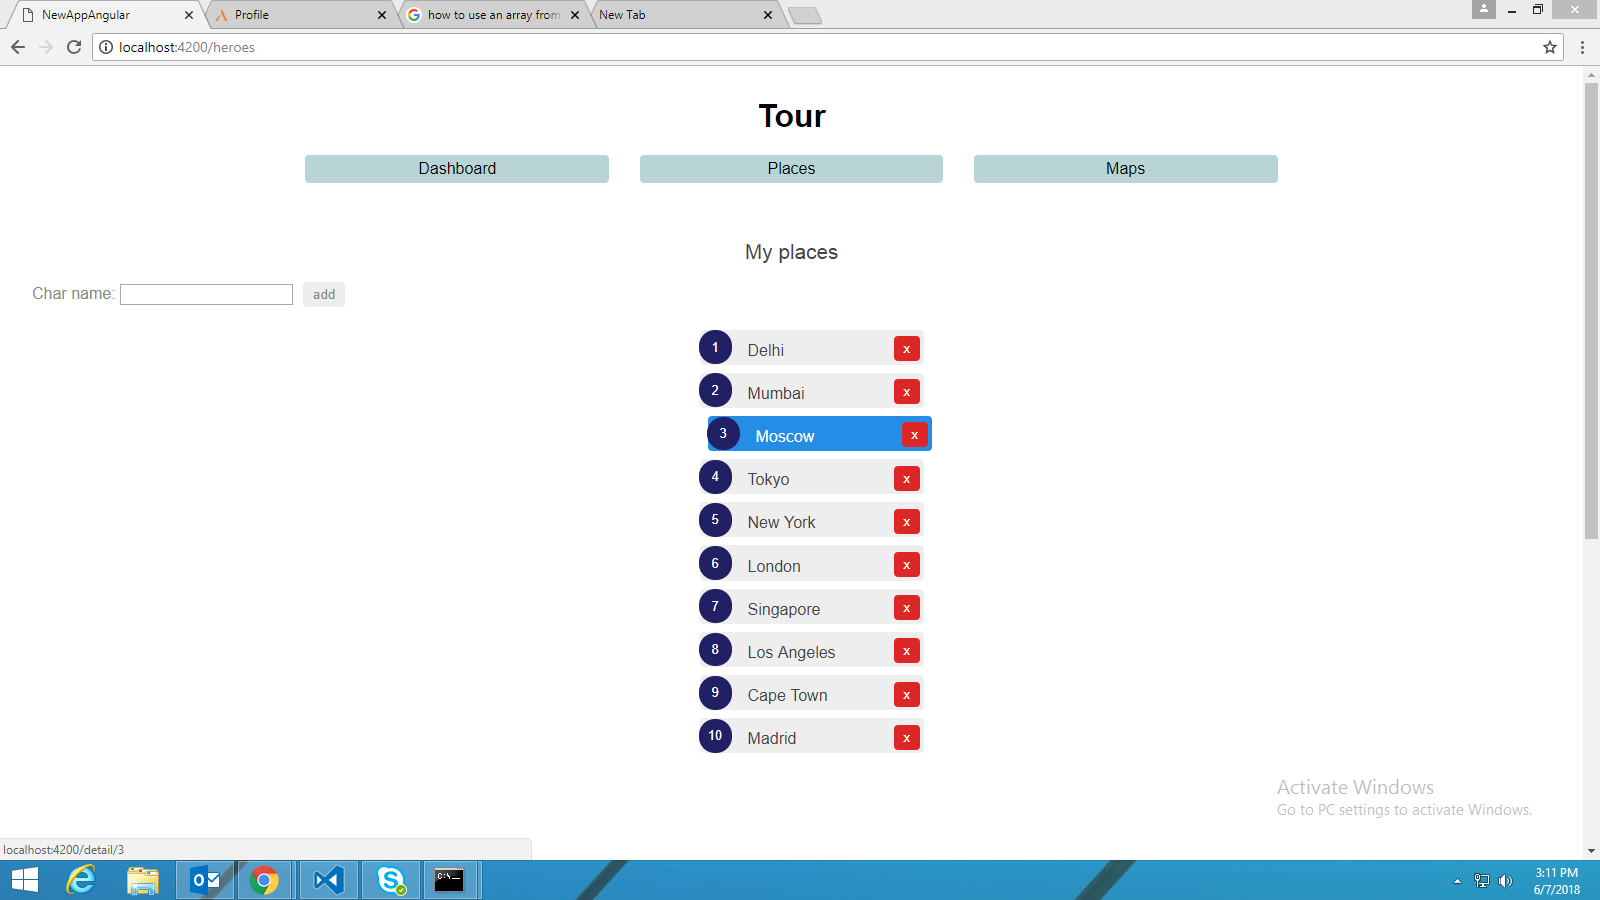 NewAppAngular
Profile
how to use an array from
New Tab
localhost:4200/heroes
Tour
Dashboard Places Maps
My places
Char name: add
1 Delhi x
2 Mumbai x
3 Moscow x
4 Tokyo x
5 New York x
6 London x
7 Singapore x
8 Los Angeles x
9 Cape Town x
10 Madrid x
Activate Windows
Go to PC settings to activate Windows.
localhost:4200/detail/3
3:11 PM
6/7/2018